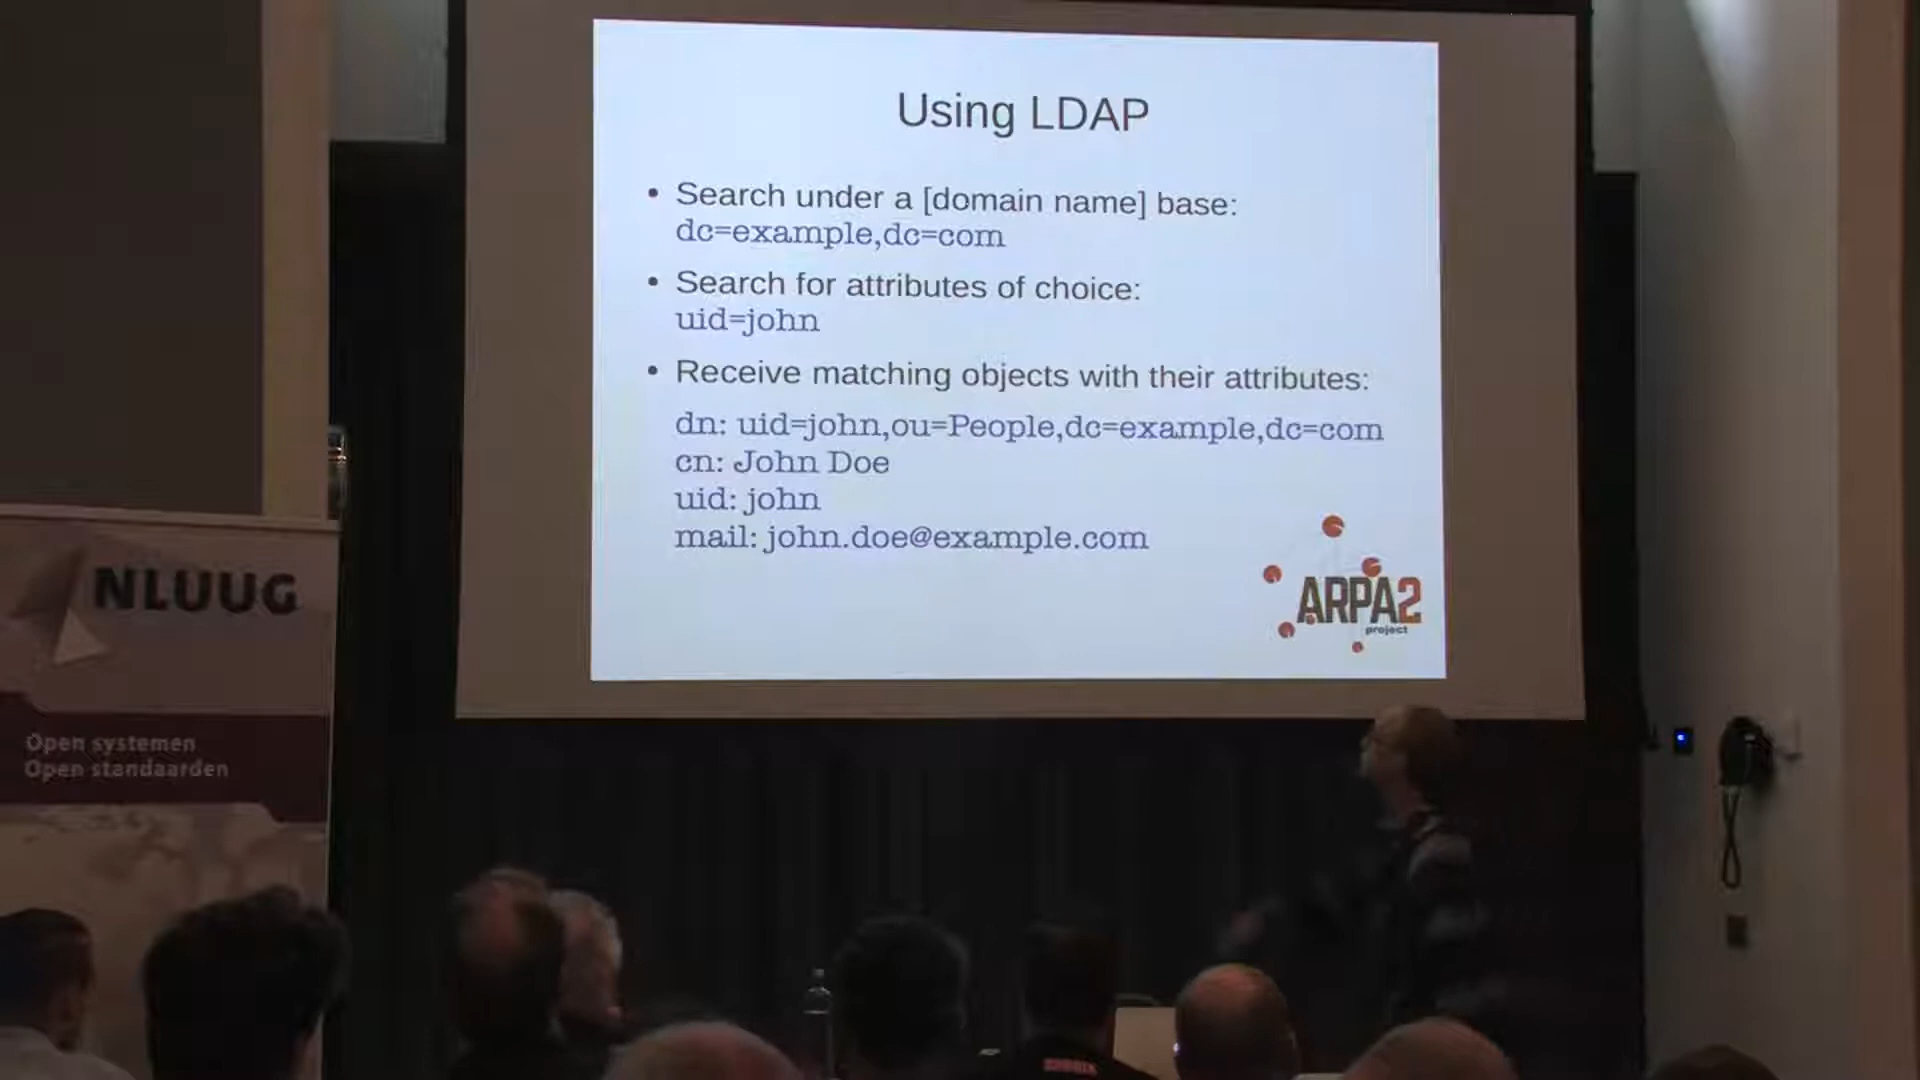 Using LDAP
• Search under a [domain name] base:
dc=example,dc=com
• Search for attributes of choice:
uid=john
• Receive matching objects with their attributes:
dn: uid=john,ou=People,dc=example,dc=com
cn: John Doe
uid: john
mail: john.doe@example.com
ARPA2
project
NLUUG
Open systemen
Open standaarden